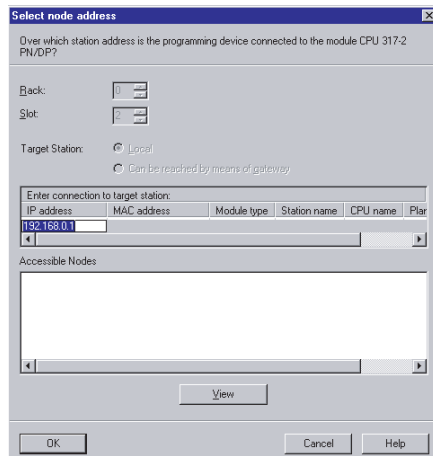 Select node address
Over which station address is the programming device connected to the module CPU 317-2
PN/DP?
Rack: 0
Slot: 2
Target Station: Local
Can be reached by means of gateway
Enter connection to target station:
IP address MAC address Module type Station name CPU name Plar
192.168.0.1
Accessible Nodes
View
OK Cancel Help